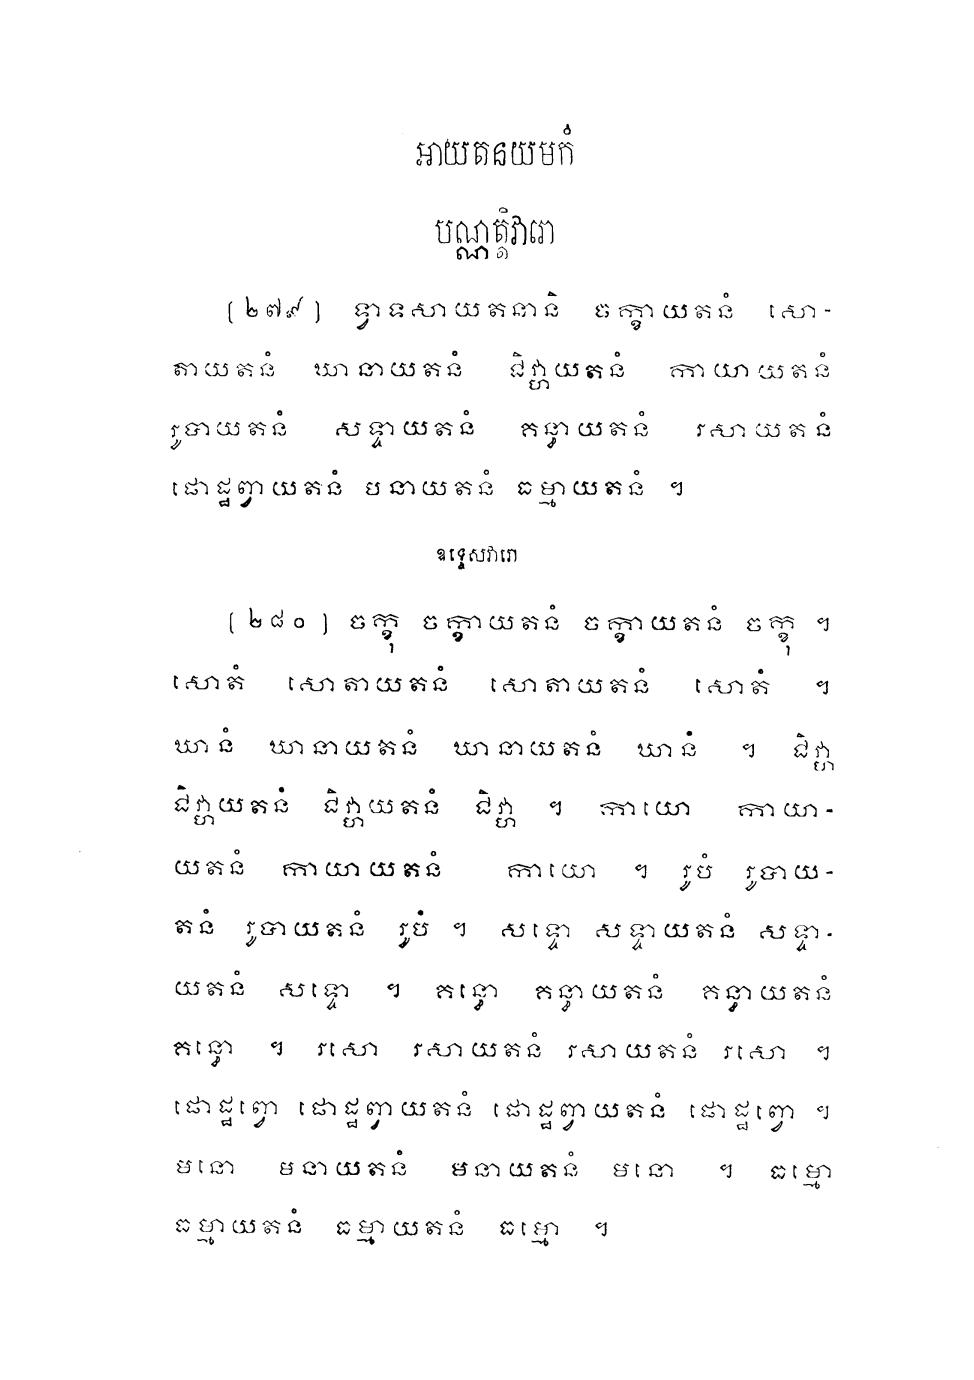 អាយតនយមកំ
បណ្ណត្តិវារោ
(២៧៩) ទ្វាទសាយតនានិ ចក្ខាយតនំ សោ-
តាយតនំ ឃានាយតនំ ជិវ្ហាយតនំ កាយាយតនំ
រូបាយតនំ សទ្ទាយតនំ គន្ធាយតនំ រសាយតនំ
ផោដ្ឋព្វាយតនំ មនាយតនំ ធម្មាយតនំ ។
ឧទ្ទេសវារោ
(២៨០) ចក្ខុ ចក្ខាយតនំ ចក្ខាយតនំ ចក្ខុ ។
សោតំ សោតាយតនំ សោតាយតនំ សោតំ ។
ឃានំ ឃានាយតនំ ឃានាយតនំ ឃានំ ។ ជិវ្ហា
ជិវ្ហាយតនំ ជិវ្ហាយតនំ ជិវ្ហា ។ កាយោ កាយា-
យតនំ កាយាយតនំ កាយោ ។ រូបំ រូបាយ-
តនំ រូបាយតនំ រូបំ ។ សទ្ទោ សទ្ទាយតនំ សទ្ទា-
យតនំ សទ្ទោ ។ គន្ធោ គន្ធាយតនំ គន្ធាយតនំ
គន្ធោ ។ រសោ រសាយតនំ រសាយតនំ រសោ ។
ផោដ្ឋព្វោ ផោដ្ឋព្វាយតនំ ផោដ្ឋព្វាយតនំ ផោដ្ឋព្វោ ។
មនោ មនាយតនំ មនាយតនំ មនោ ។ ធម្មោ
ធម្មាយតនំ ធម្មាយតនំ ធម្មោ ។